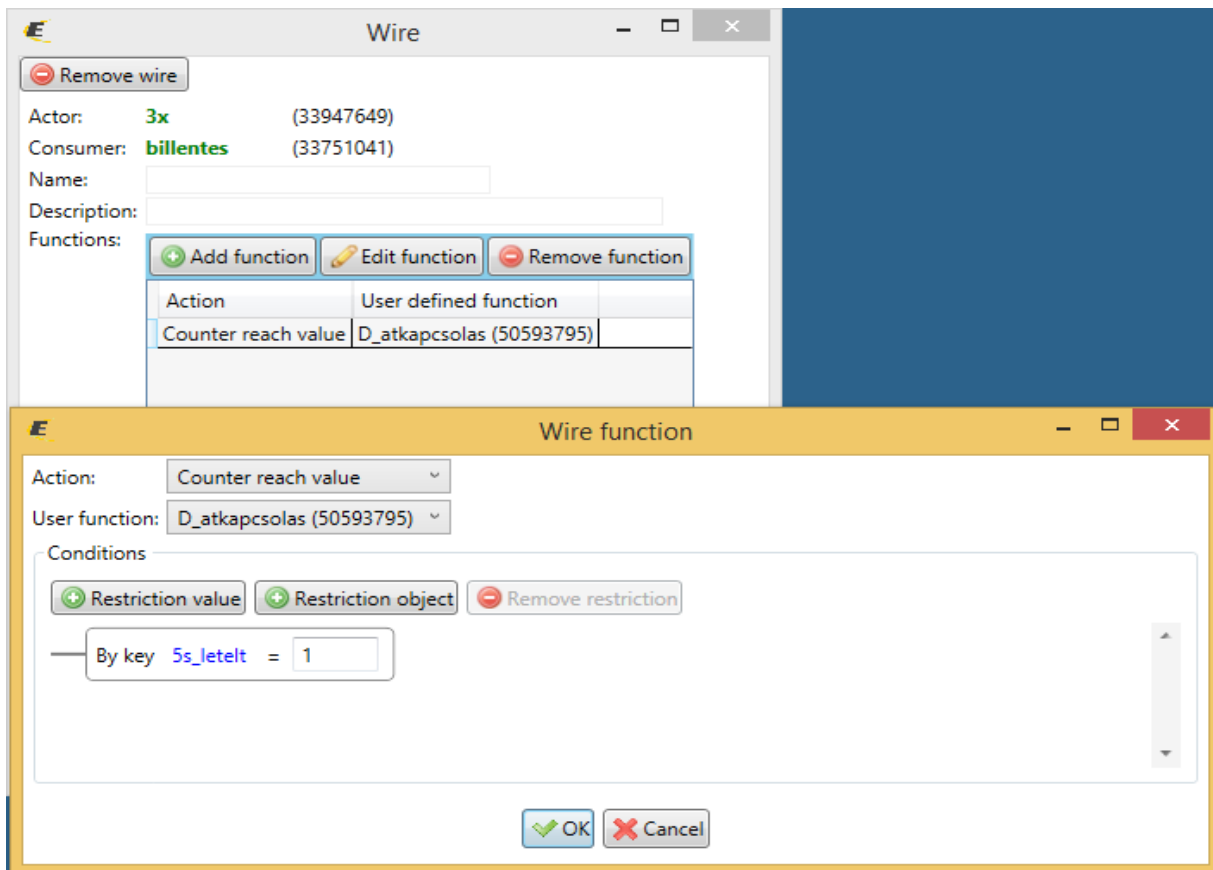 Wire
Remove wire
Actor: 3x (33947649)
Consumer: billentes (33751041)
Name:
Description:
Functions:
Add function Edit function Remove function
Action User defined function
Counter reach value D_atkapcsolas (50593795)
Wire function
Action: Counter reach value
User function: D_atkapcsolas (50593795)
Conditions
Restriction value Restriction object Remove restriction
By key 5s_letelt = 1
OK Cancel